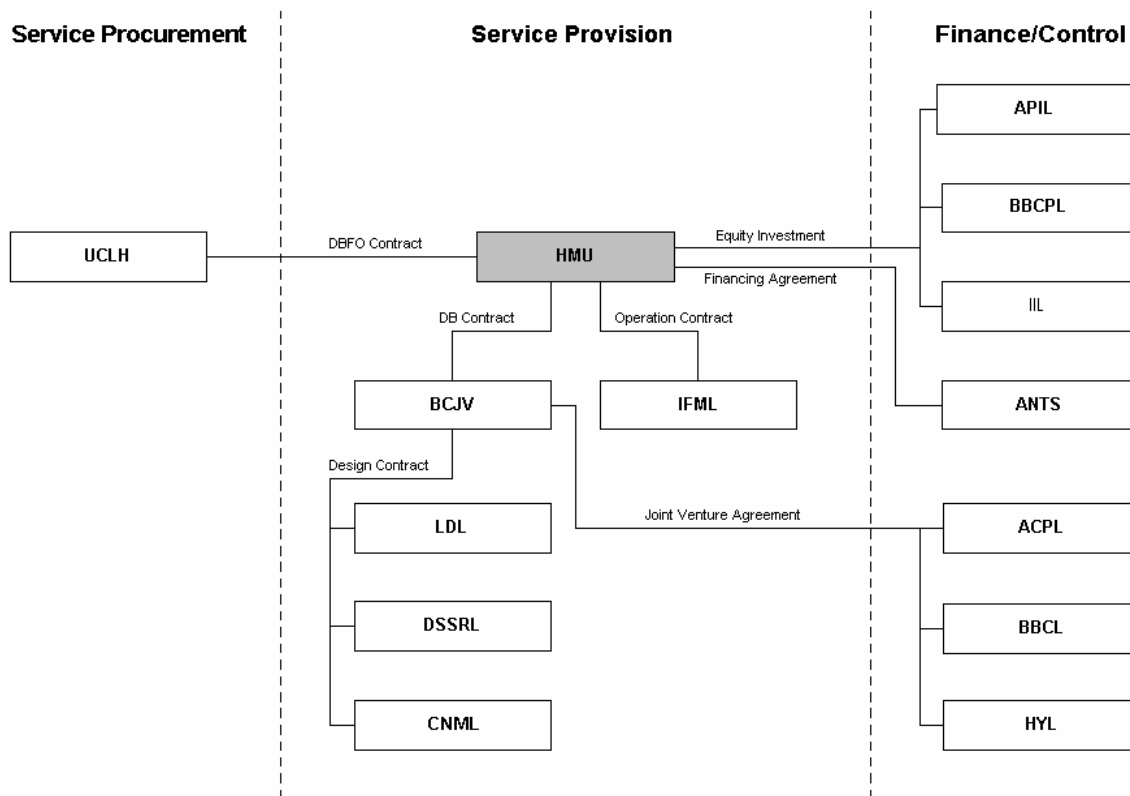 Service Procurement
Service Provision
Finance/Control
APIL
BBCPL
UCLH
DBFO Contract
HMU
Equity Investment
Financing Agreement
IIL
DB Contract
Operation Contract
BCJV
IFML
ANTS
Design Contract
LDL
Joint Venture Agreement
ACPL
DSSRL
BBCL
CNML
HYL